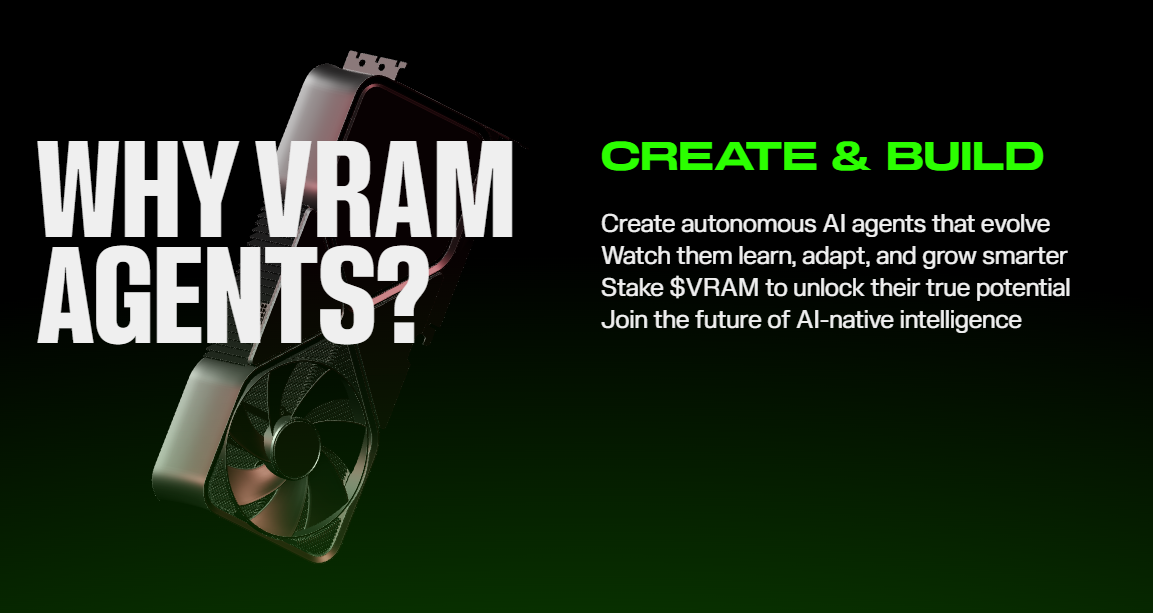 WHY VRAM
AGENTS?
CREATE & BUILD
Create autonomous AI agents that evolve
Watch them learn, adapt, and grow smarter
Stake $VRAM to unlock their true potential
Join the future of AI-native intelligence